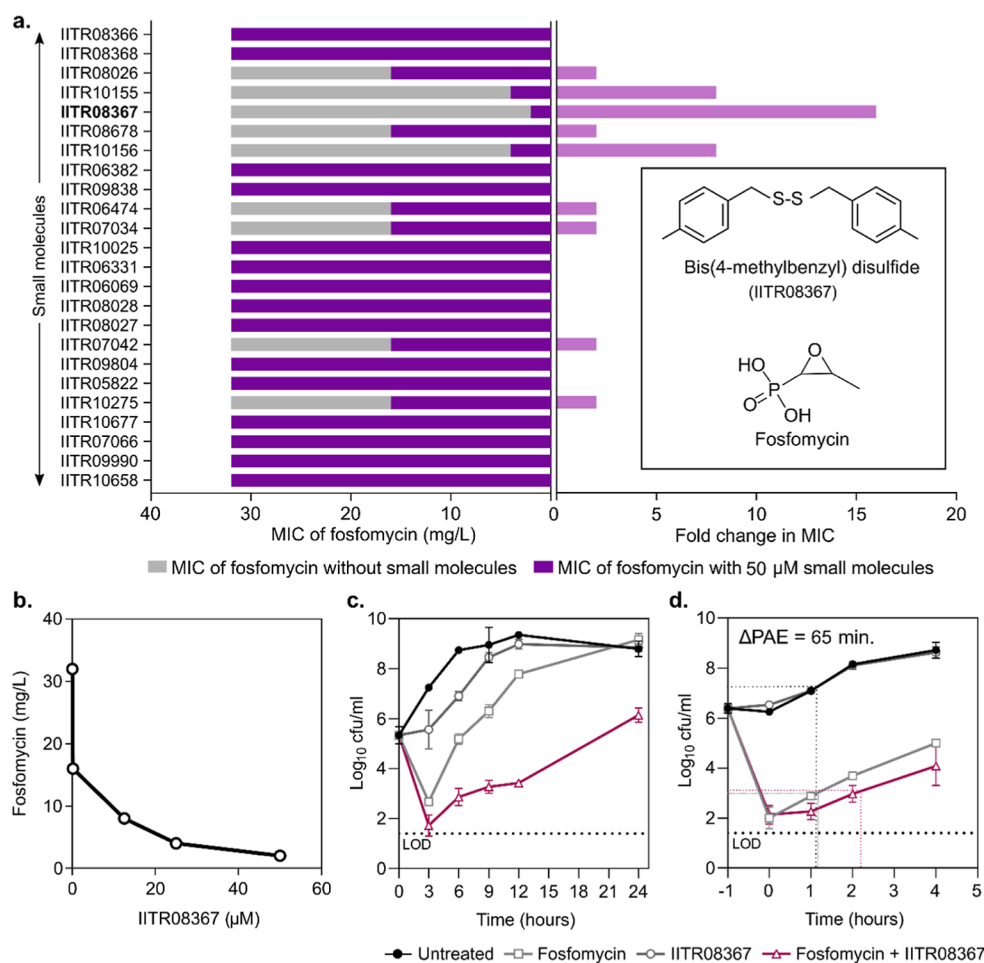 a.
Small molecules
IITR08366
IITR08368
IITR08026
IITR10155
IITR08367
IITR08678
IITR10156
IITR06382
IITR09838
IITR06474
IITR07034
IITR10025
IITR06331
IITR06069
IITR08028
IITR08027
IITR07042
IITR09804
IITR05822
IITR10275
IITR10677
IITR07066
IITR09990
IITR10658
S-S
Bis(4-methylbenzyl) disulfide
(IITR08367)
O
HO
P
O
OH
Fosfomycin
40 30 20 10 0 5 10 15 20
MIC of fosfomycin (mg/L) Fold change in MIC
MIC of fosfomycin without small molecules MIC of fosfomycin with 50 µM small molecules
b.
Fosfomycin (mg/L)
40
30
20
10
0
0 20 40 60
IITR08367 (µM)
c.
Log10 cfu/ml
10
8
6
4
2
0
LOD
0 3 6 9 12 15 18 21 24
Time (hours)
d.
ΔPAE = 65 min.
Log10 cfu/ml
10
8
6
4
2
0
LOD
-1 0 1 2 3 4 5
Time (hours)
Untreated Fosfomycin IITR08367 Fosfomycin + IITR08367